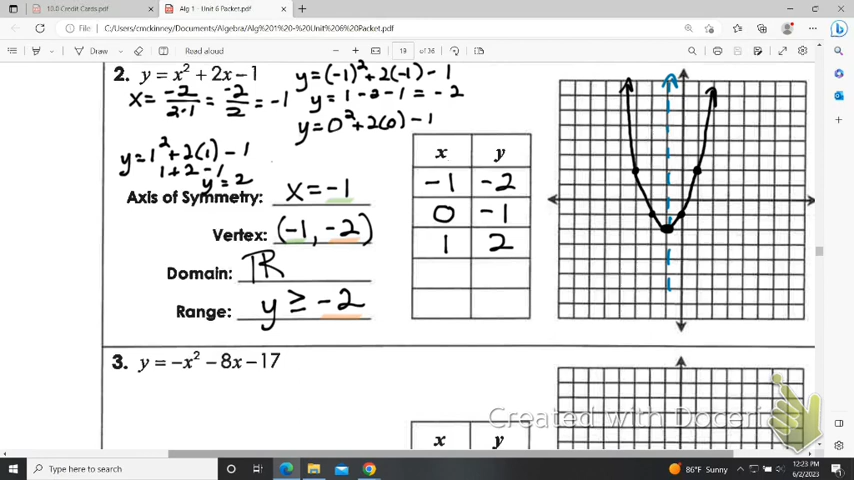 10.0 Credit Cards.pdf
Alg 1 - Unit 6 Packet.pdf
File
C:/Users/cmckinney/Documents/Algebra/Alg%201%20-%20Unit%206%20Packet.pdf
Draw
Read aloud
19 of 36
2. y = x² + 2x − 1
y = (-1)² + 2(-1) - 1
x = -2/2·1 = -2/2 = -1
y = 1 - 2 - 1 = -2
y = 0² + 2(0) - 1
y = 1² + 2(1) - 1
1 + 2 - 1
y = 2
x y
-1 -2
0 -1
1 2
Axis of Symmetry: x = -1
Vertex: (-1, -2)
Domain: ℝ
Range: y ≥ -2
3. y = −x² − 8x − 17
x y
Created with Doceri
Type here to search
86°F Sunny
12:23 PM
6/2/2023